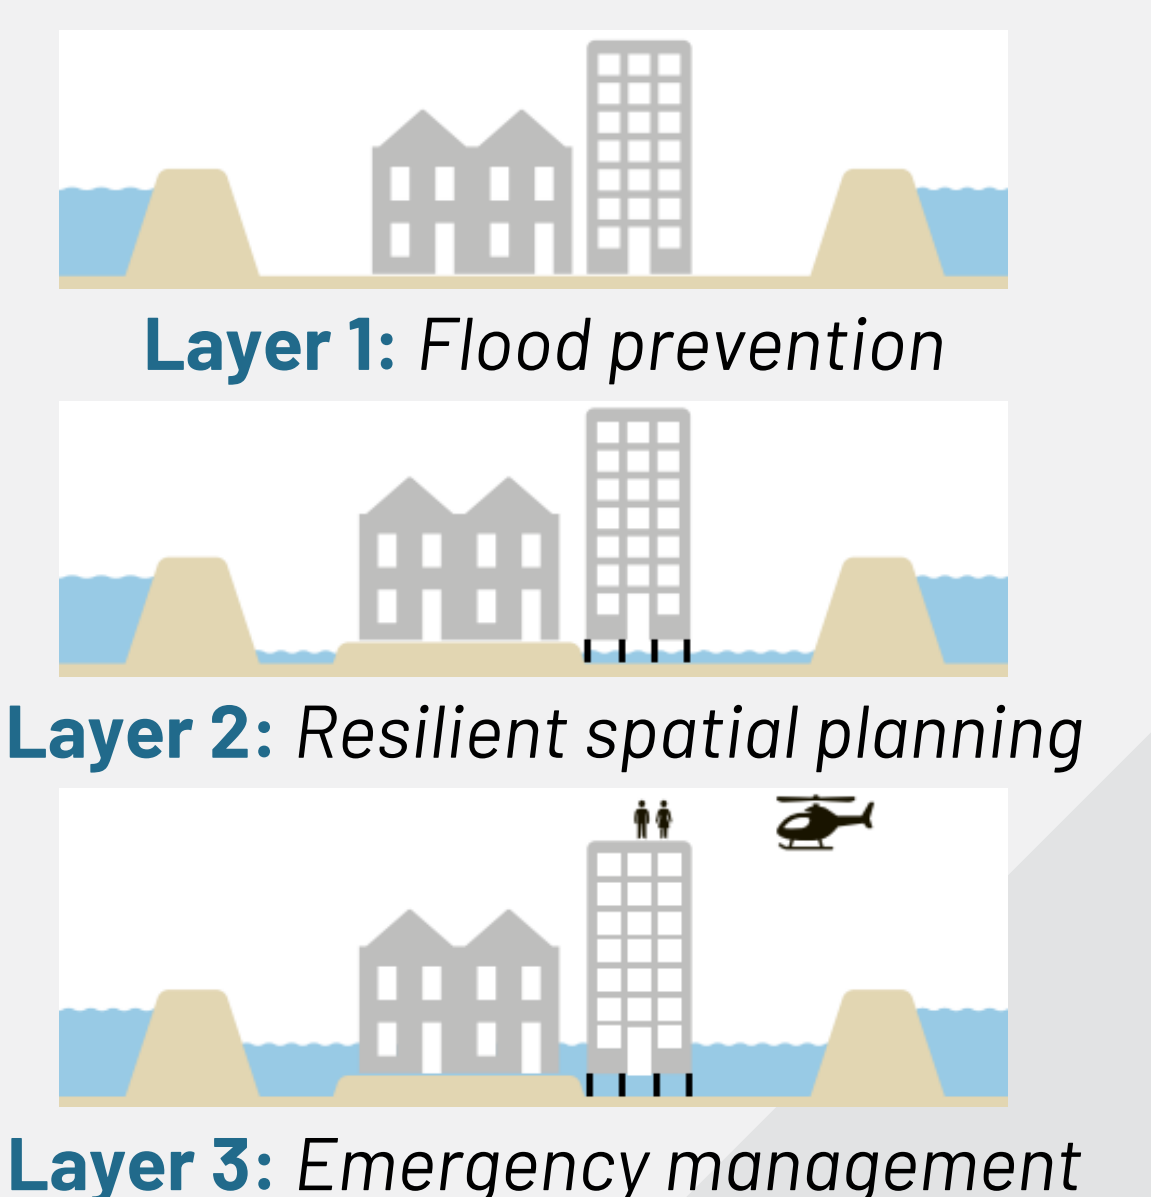 Layer 1: Flood prevention
Layer 2: Resilient spatial planning
Layer 3: Emergency management